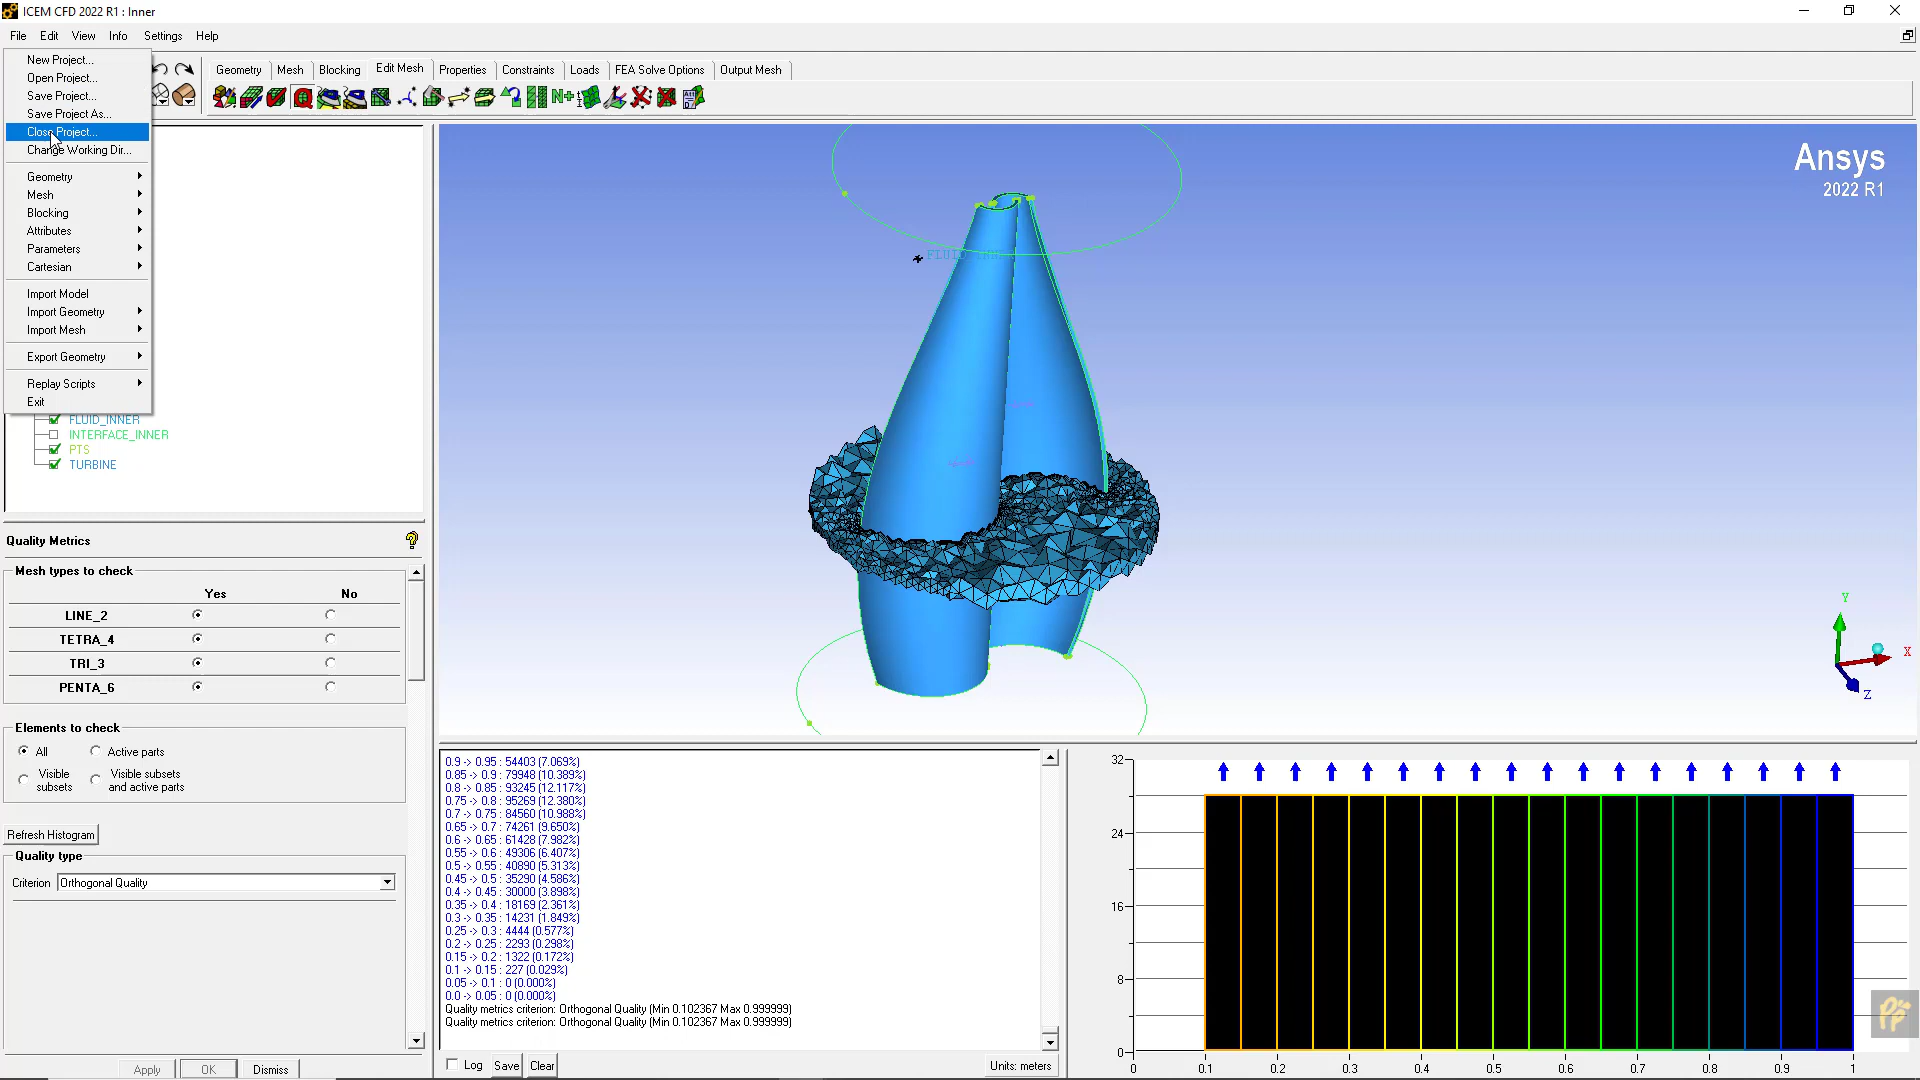 ICEM CFD 2022 R1 : Inner
File Edit View Info Settings Help
New Project...
Open Project...
Save Project...
Save Project As...
Close Project...
Change Working Dir...
Geometry
Mesh
Blocking
Attributes
Parameters
Cartesian
Import Model
Import Geometry
Import Mesh
Export Geometry
Replay Scripts
Exit
Geometry Mesh Blocking Edit Mesh Properties Constraints Loads FEA Solve Options Output Mesh
FLUID_INNER
INTERFACE_INNER
PTS
TURBINE
Quality Metrics
Mesh types to check
Yes No
LINE_2
TETRA_4
TRI_3
PENTA_6
Elements to check
All Active parts
Visible subsets
Visible subsets and active parts
Refresh Histogram
Quality type
Criterion Orthogonal Quality
Apply OK Dismiss
Ansys
2022 R1
Y
X
Z
0.9 -> 0.95 : 54403 (7.069%)
0.85 -> 0.9 : 79948 (10.389%)
0.8 -> 0.85 : 93245 (12.117%)
0.75 -> 0.8 : 95269 (12.380%)
0.7 -> 0.75 : 84560 (10.988%)
0.65 -> 0.7 : 74261 (9.650%)
0.6 -> 0.65 : 61428 (7.982%)
0.55 -> 0.6 : 49306 (6.407%)
0.5 -> 0.55 : 40890 (5.313%)
0.45 -> 0.5 : 35290 (4.586%)
0.4 -> 0.45 : 30000 (3.898%)
0.35 -> 0.4 : 18169 (2.361%)
0.3 -> 0.35 : 14231 (1.849%)
0.25 -> 0.3 : 4444 (0.577%)
0.2 -> 0.25 : 2293 (0.298%)
0.15 -> 0.2 : 1322 (0.172%)
0.1 -> 0.15 : 227 (0.029%)
0.05 -> 0.1 : 0 (0.000%)
0.0 -> 0.05 : 0 (0.000%)
Quality metrics criterion: Orthogonal Quality (Min 0.102367 Max 0.999999)
Quality metrics criterion: Orthogonal Quality (Min 0.102367 Max 0.999999)
Log Save Clear Units: meters
32
24
16
8
0
0 0.1 0.2 0.3 0.4 0.5 0.6 0.7 0.8 0.9 1